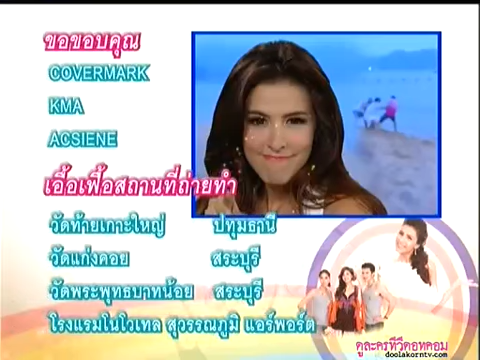 ขอขอบคุณ
COVERMARK
KMA
ACSIENE
เอื้อเฟื้อสถานที่ถ่ายทำ
วัดท้ายเกาะใหญ่ ปทุมธานี
วัดแก่งคอย สระบุรี
วัดพระพุทธบาทน้อย สระบุรี
โรงแรมโนโวเทล สุวรรณภูมิ แอร์พอร์ต
ดูละครทีวีดอทคอม
doolakorntv.com